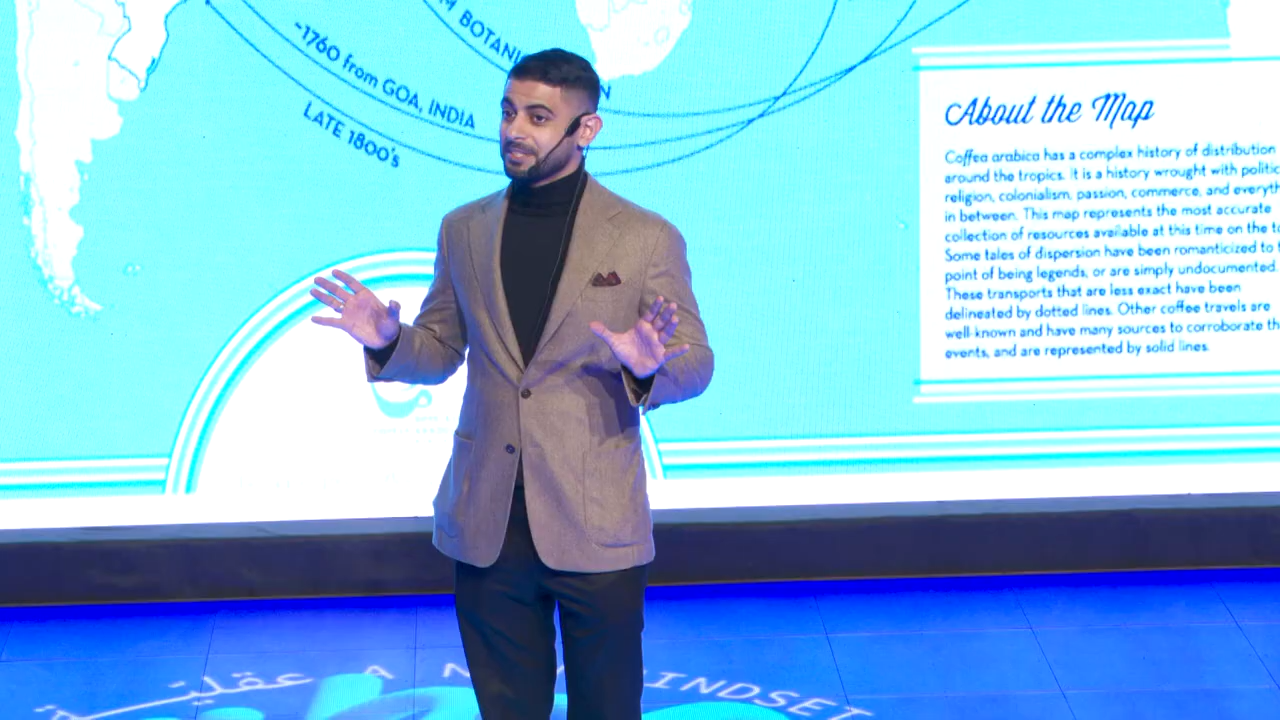 BOTANI
N
~1760 from GOA, INDIA
LATE 1800's
About the Map
Coffea arabica has a complex history of distribution
around the tropics. It is a history wrought with politic
religion, colonialism, passion, commerce, and everyth
in between. This map represents the most accurate
collection of resources available at this time on the to
Some tales of dispersion have been romanticized to t
point of being legends, or are simply undocumented
These transports that are less exact have been
delineated by dotted lines. Other coffee travels are
well-known and have many sources to corroborate th
events, and are represented by solid lines.
عقلية
A N INDSET